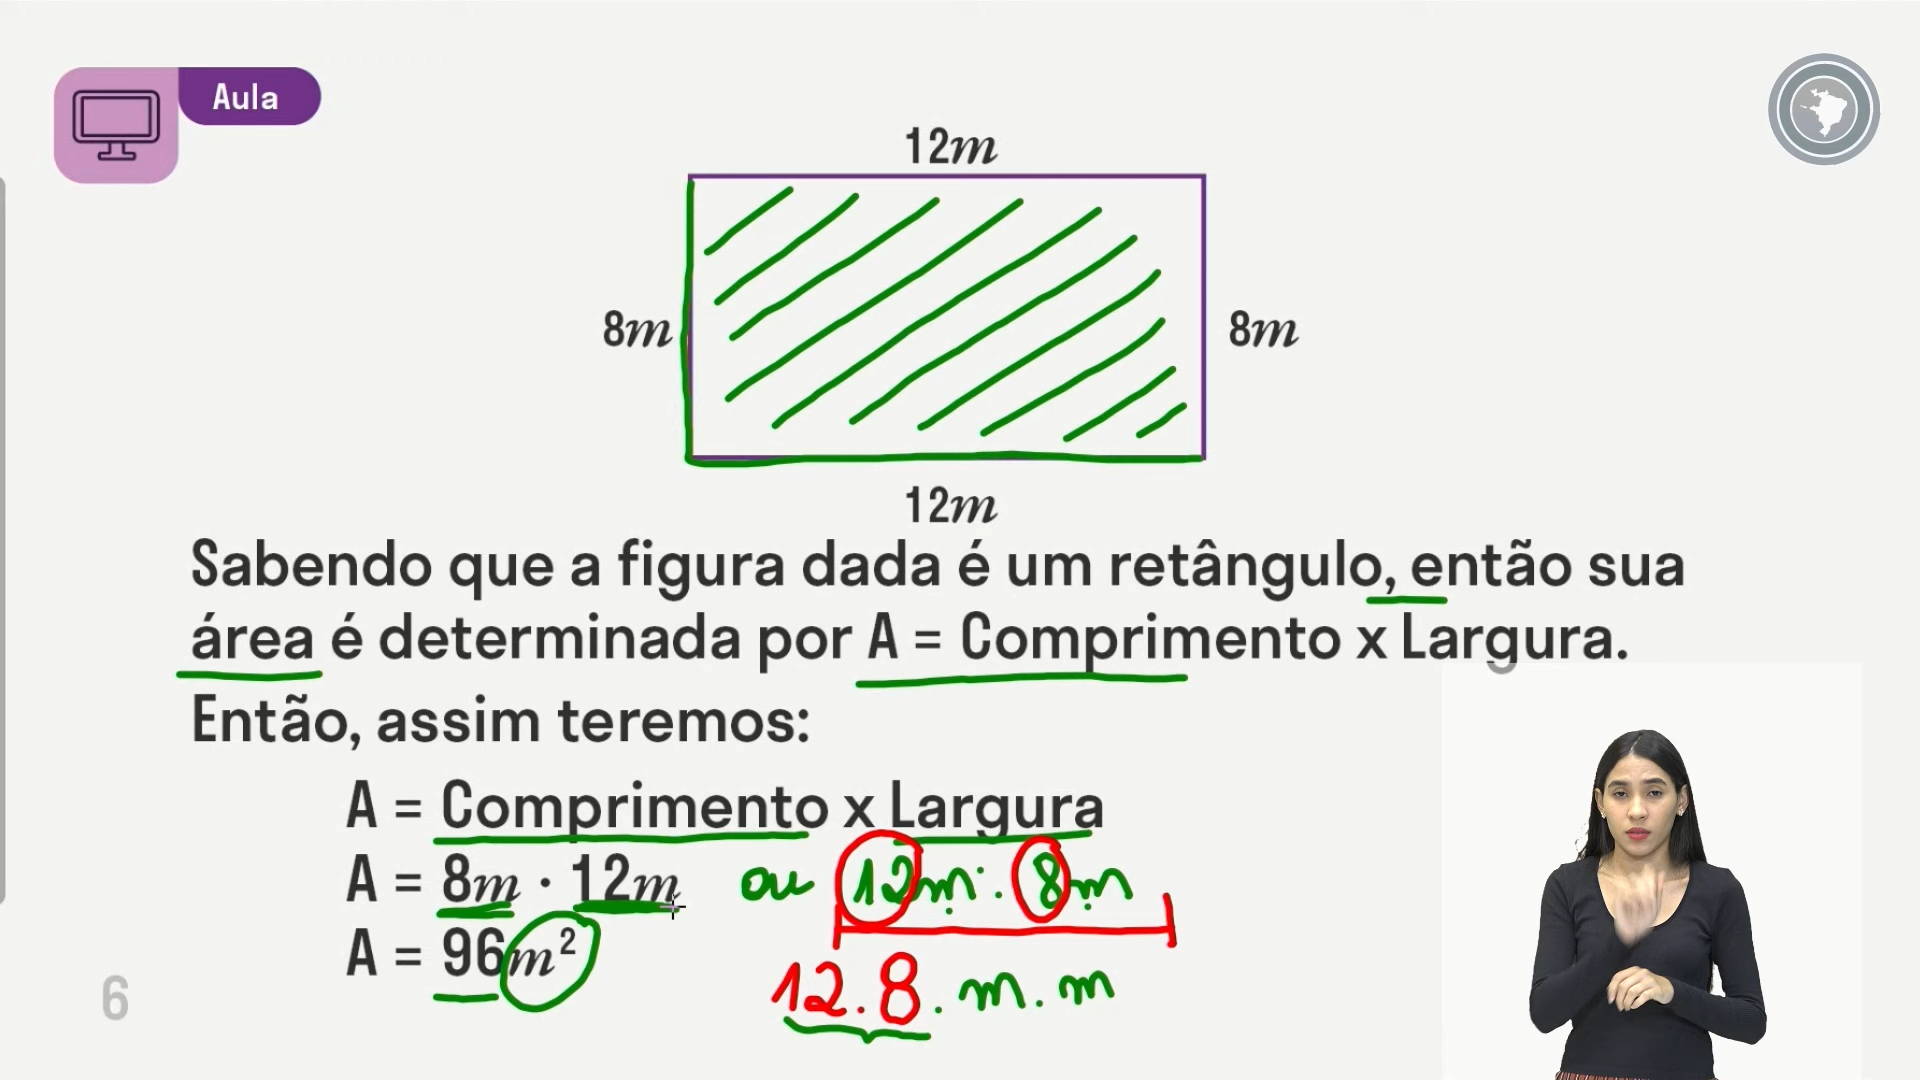 Aula
12m
8m
8m
12m
Sabendo que a figura dada é um retângulo, então sua
área é determinada por A = Comprimento x Largura.
Então, assim teremos:
A = Comprimento x Largura
A = 8m · 12m ou 12m . 8m
A = 96m²
12 . 8 . m . m
6